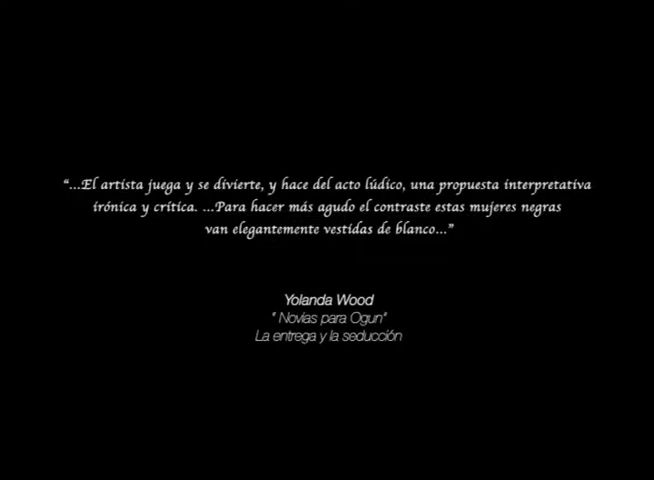 "...El artista juega y se divierte, y hace del acto lúdico, una propuesta interpretativa
irónica y crítica. ...Para hacer más agudo el contraste estas mujeres negras
van elegantemente vestidas de blanco..."
Yolanda Wood
" Novias para Ogun"
La entrega y la seducción